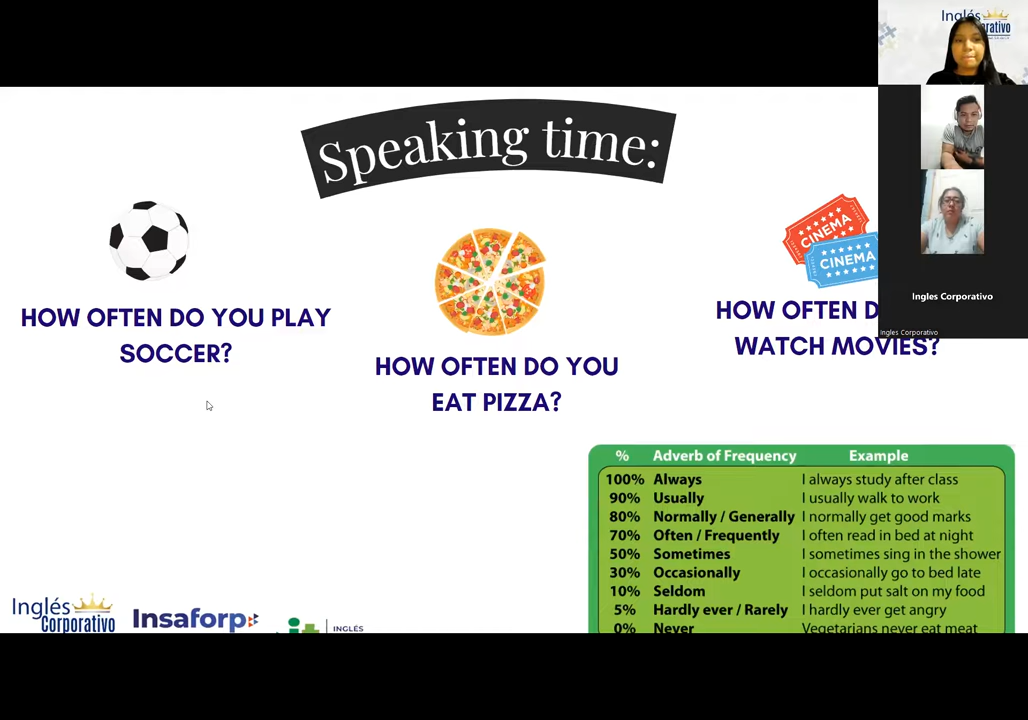 Inglés
Speaking time:
CINEMA
CINEMA
HOW OFTEN DO YOU PLAY
SOCCER?
HOW OFTEN DO YOU
EAT PIZZA?
HOW OFTEN D
WATCH MOVIES?
Ingles Corporativo
Ingles Corporativo
% Adverb of Frequency Example
100% Always I always study after class
90% Usually I usually walk to work
80% Normally / Generally I normally get good marks
70% Often / Frequently I often read in bed at night
50% Sometimes I sometimes sing in the shower
30% Occasionally I occasionally go to bed late
10% Seldom I seldom put salt on my food
5% Hardly ever / Rarely I hardly ever get angry
0% Never Vegetarians never eat meat
Inglés
Corporativo
Insaforp
it
INGLÉS